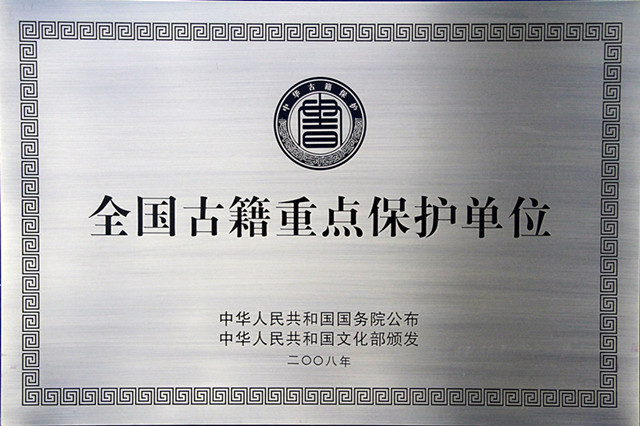 中华古籍保护
書
全国古籍重点保护单位
中华人民共和国国务院公布
中华人民共和国文化部颁发
二〇〇八年